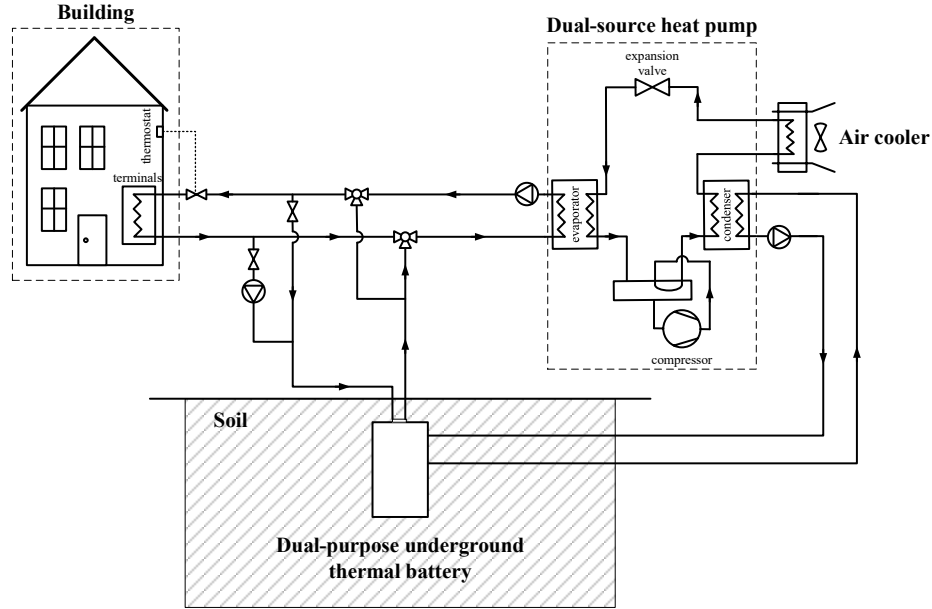 Building
Dual-source heat pump
expansion
valve
Air cooler
thermostat
terminals
evaporator
condenser
compressor
Soil
Dual-purpose underground
thermal battery